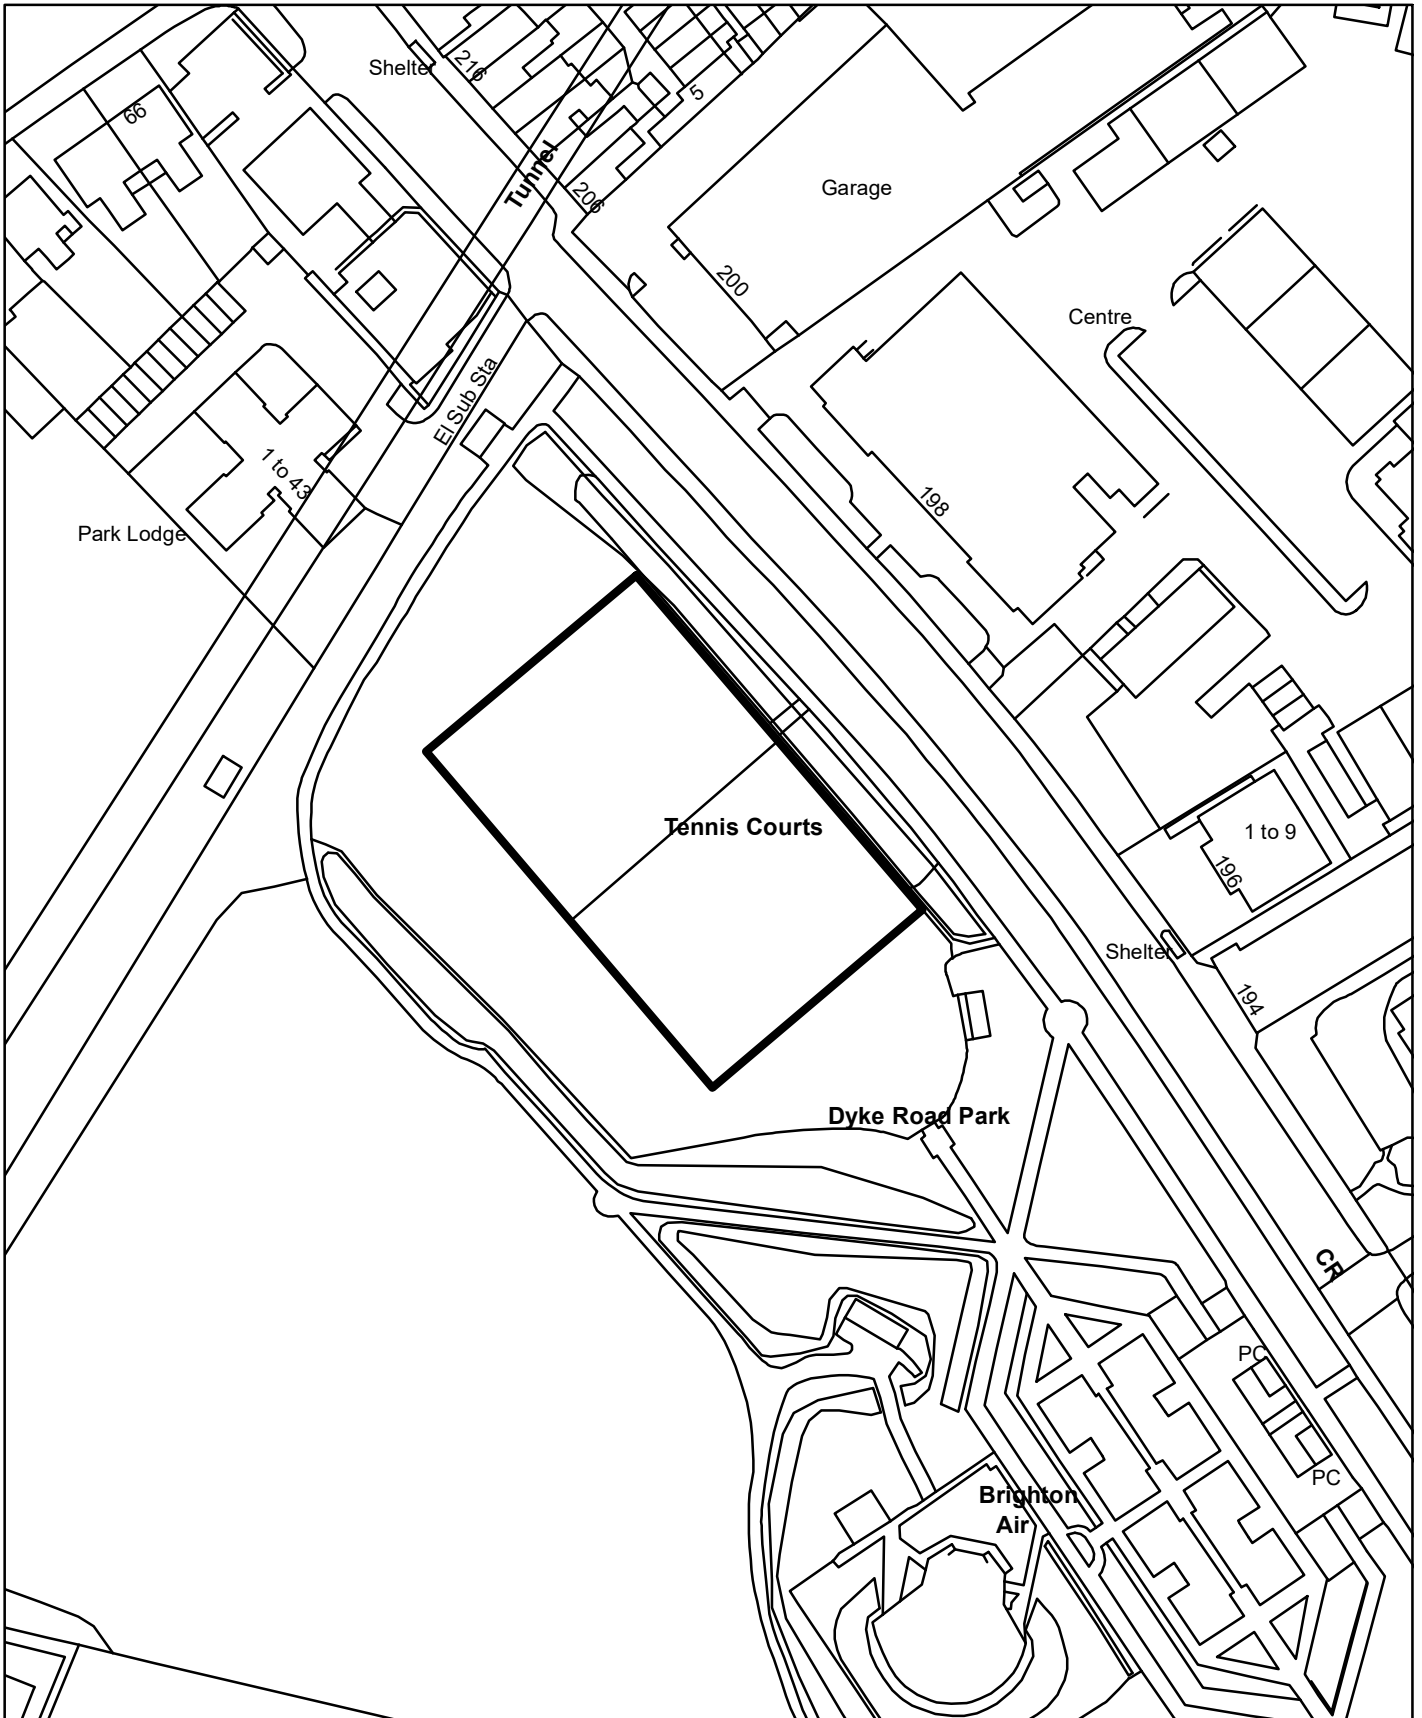 Shelter
216
66
5
Tunnel
206
Garage
200
Centre
El Sub Sta
1 to 43
198
Park Lodge
Tennis Courts
1 to 9
196
Shelter
194
Dyke Road Park
CR
PC
PC
Brighton
Air